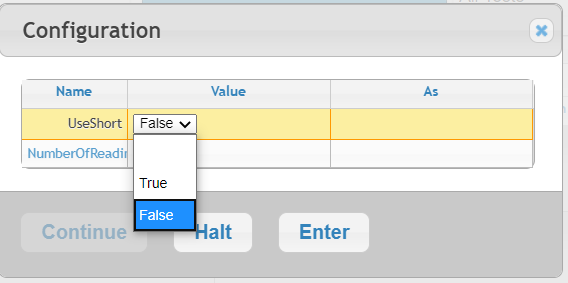 Configuration
Name Value As
UseShort False
NumberOfReadin
True
False
Continue Halt Enter